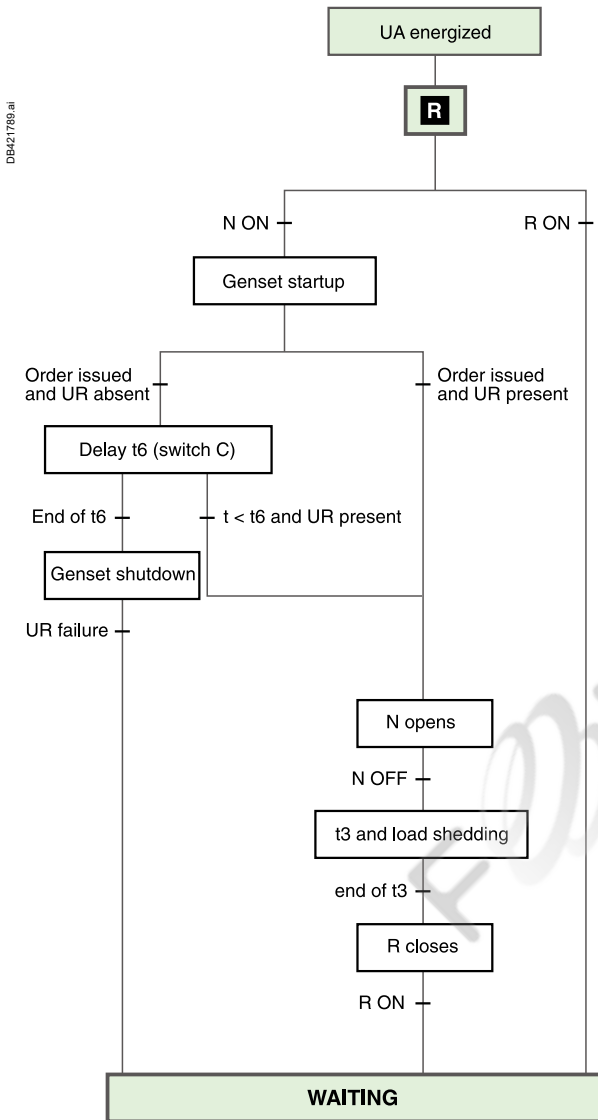 UA energized
DB421789.ai
R
N ON
R ON
Genset startup
Order issued
and UR absent
Order issued
and UR present
Delay t6 (switch C)
End of t6
t < t6 and UR present
Genset shutdown
UR failure
N opens
N OFF
t3 and load shedding
end of t3
R closes
R ON
WAITING